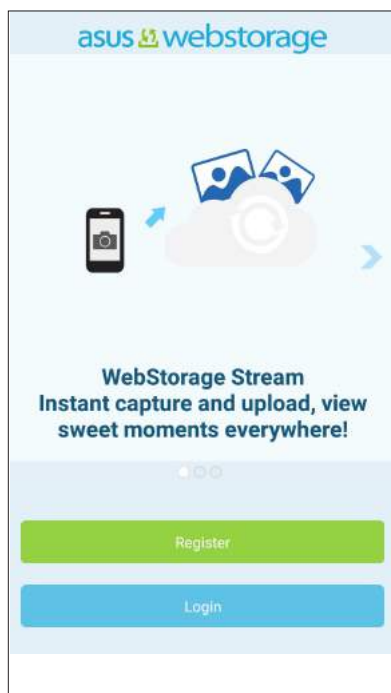 asus webstorage
WebStorage Stream
Instant capture and upload, view
sweet moments everywhere!
Register
Login